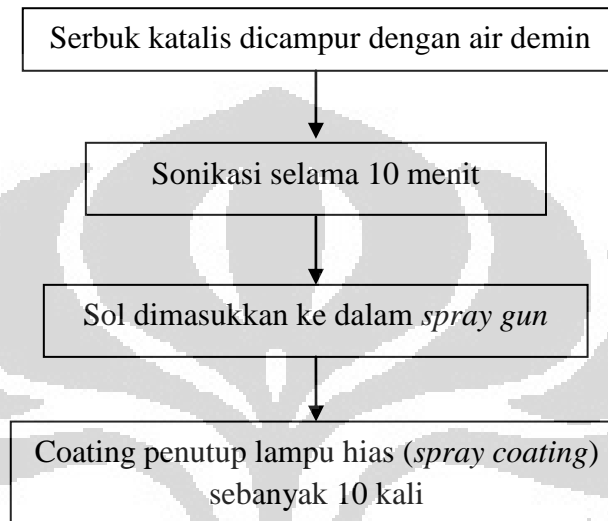 Serbuk katalis dicampur dengan air demin
Sonikasi selama 10 menit
Sol dimasukkan ke dalam spray gun
Coating penutup lampu hias (spray coating)
sebanyak 10 kali